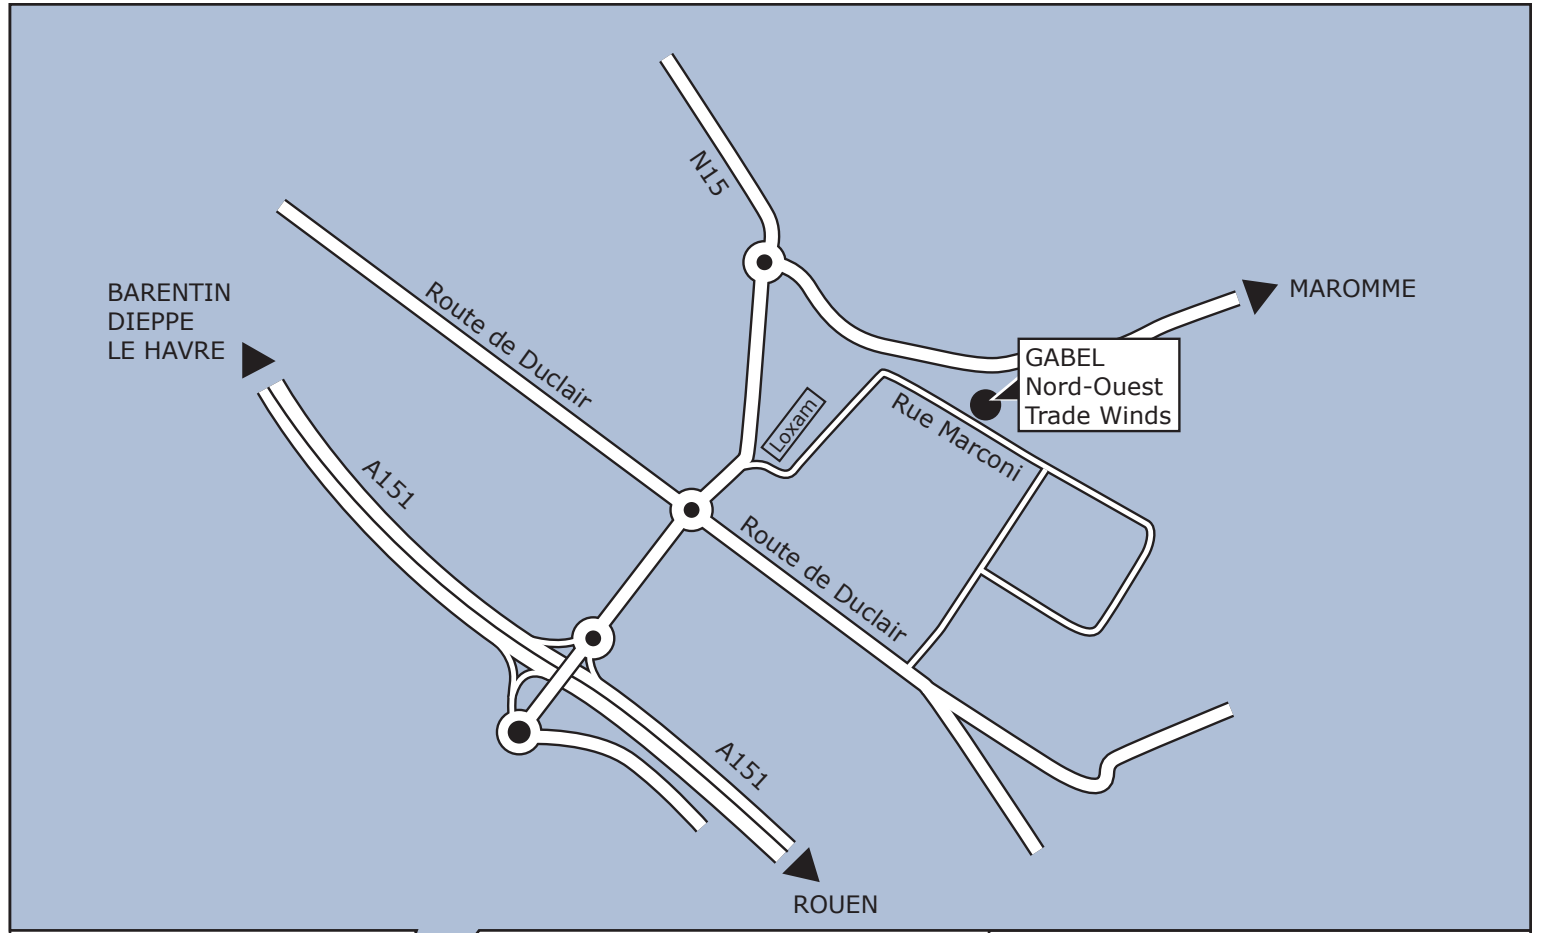 N15
BARENTIN
DIEPPE
LE HAVRE
Route de Duclair
MAROMME
GABEL
Nord-Ouest
Trade Winds
Loxam
Rue Marconi
A151
Route de Duclair
A151
ROUEN